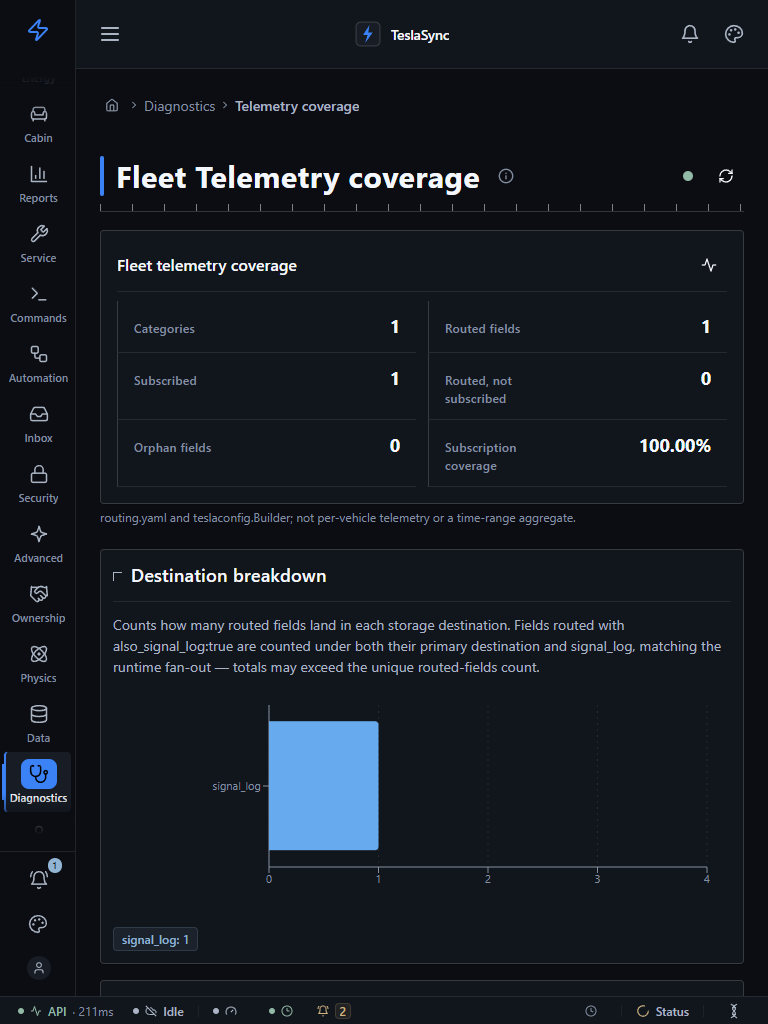 TeslaSync
Diagnostics
Telemetry coverage
Fleet Telemetry coverage
Cabin
Reports
Service
Commands
Automation
Inbox
Security
Advanced
Ownership
Physics
Data
Diagnostics
1
Fleet telemetry coverage
Categories 1
Routed fields 1
Subscribed 1
Routed, not
subscribed
0
Orphan fields 0
Subscription
coverage
100.00%
routing.yaml and teslaconfig.Builder; not per-vehicle telemetry or a time-range aggregate.
Destination breakdown
Counts how many routed fields land in each storage destination. Fields routed with
also_signal_log:true are counted under both their primary destination and signal_log, matching the
runtime fan-out — totals may exceed the unique routed-fields count.
signal_log
0 1 2 3 4
signal_log: 1
API · 211ms
Idle
2
Status